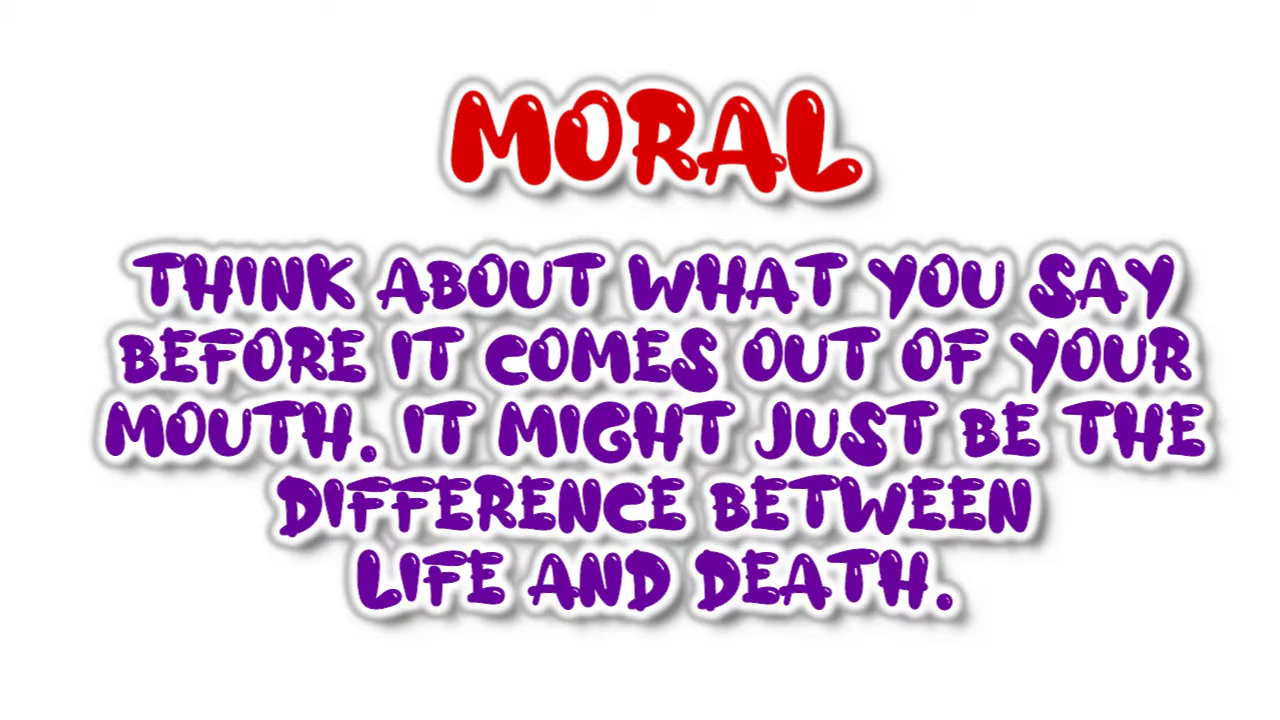 MORAL
THINK ABOUT WHAT YOU SAY
BEFORE IT COMES OUT OF YOUR
MOUTH. IT MIGHT JUST BE THE
DIFFERENCE BETWEEN
LIFE AND DEATH.